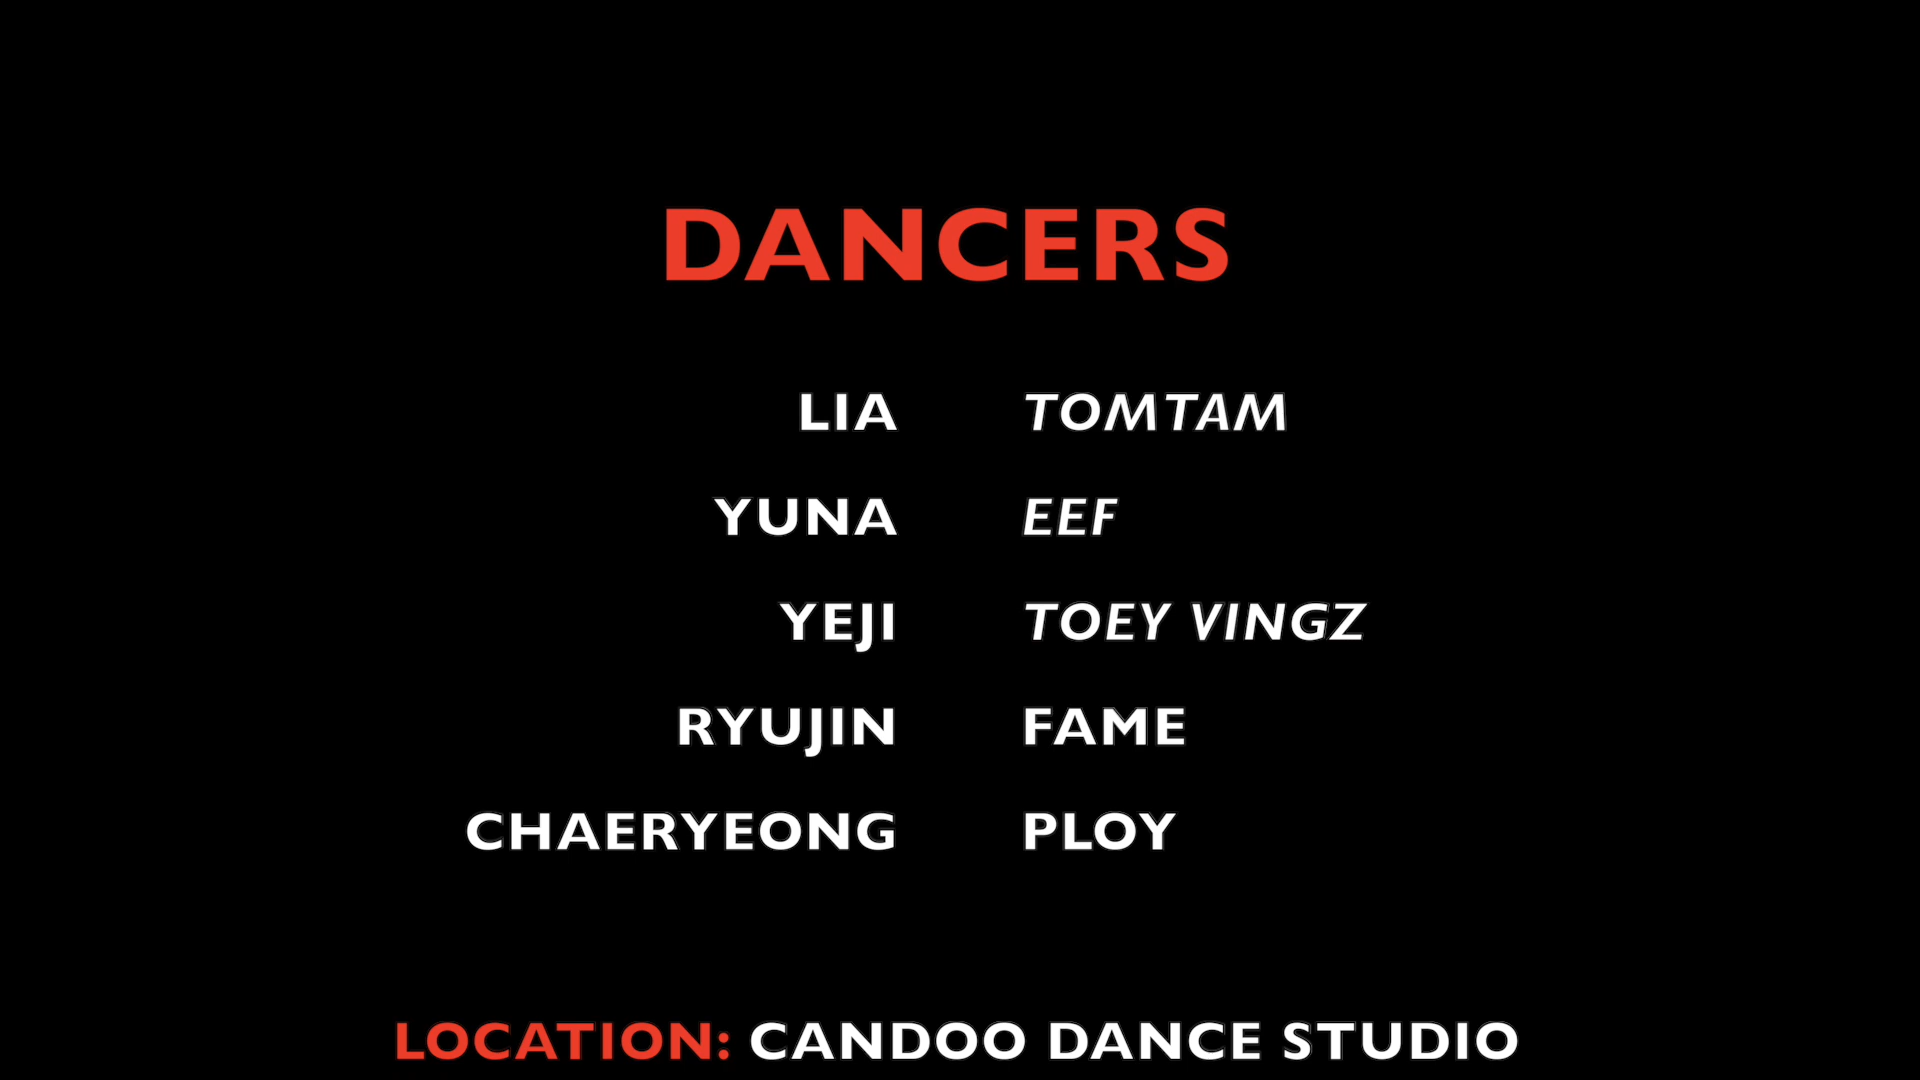 DANCERS
LIA TOMTAM
YUNA EEF
YEJI TOEY VINGZ
RYUJIN FAME
CHAERYEONG PLOY
LOCATION: CANDOO DANCE STUDIO